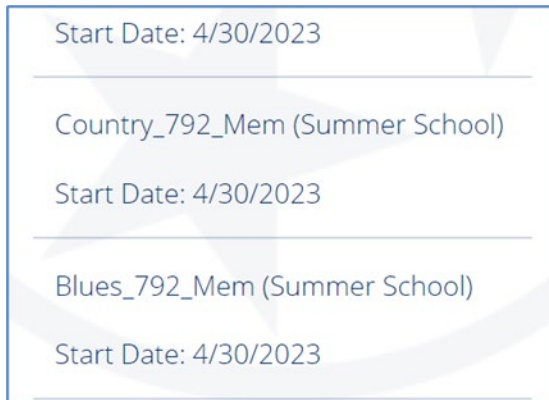 Start Date: 4/30/2023
Country_792_Mem (Summer School)
Start Date: 4/30/2023
Blues_792_Mem (Summer School)
Start Date: 4/30/2023